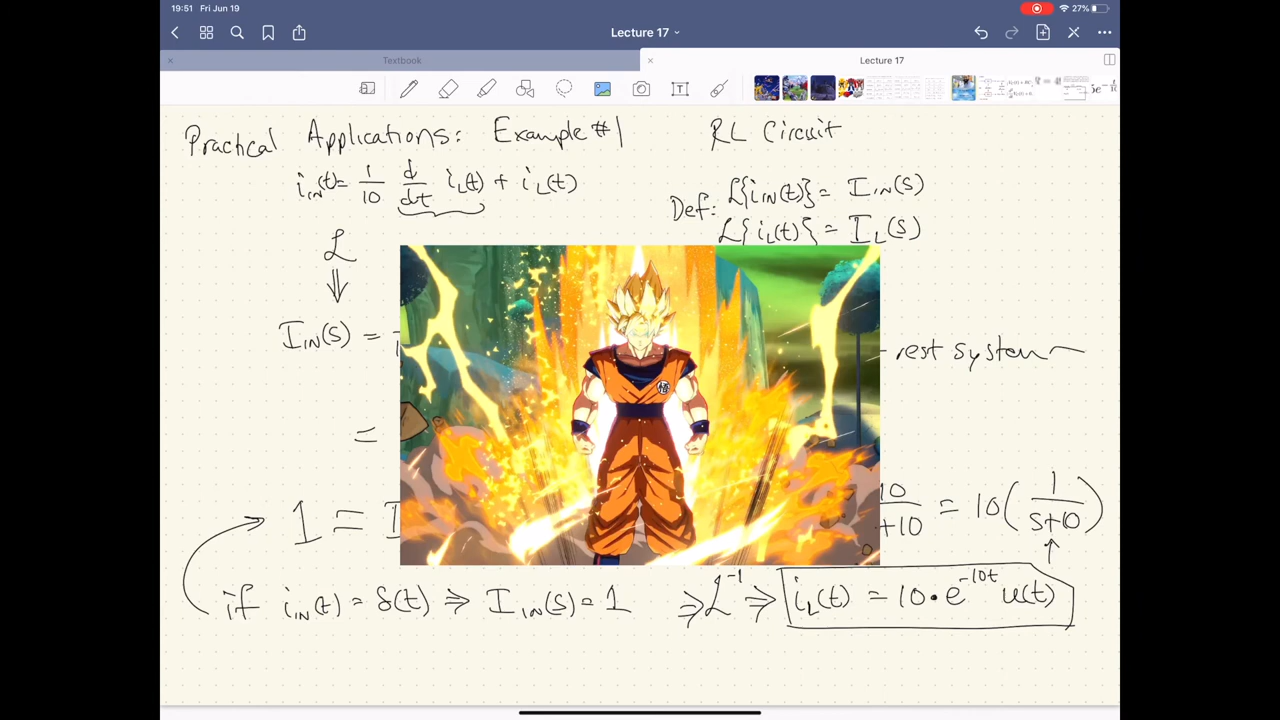 19:51 Fri Jun 19
27%
Lecture 17
Textbook
Lecture 17
Practical Applications: Example #1 RL Circuit
i_IN(t) = 1/10 d/dt i_L(t) + i_L(t)
Def: ℒ{i_IN(t)} = I_IN(s)
ℒ{i_L(t)} = I_L(s)
ℒ
⇓
I_IN(s) =
rest system
悟
=
1 = I
10/+10 = 10(1/s+10)
↑
if i_IN(t) = δ(t) ⇒ I_IN(s) = 1 ⇒ ℒ^-1 ⇒ i_L(t) = 10 • e^-10t u(t)